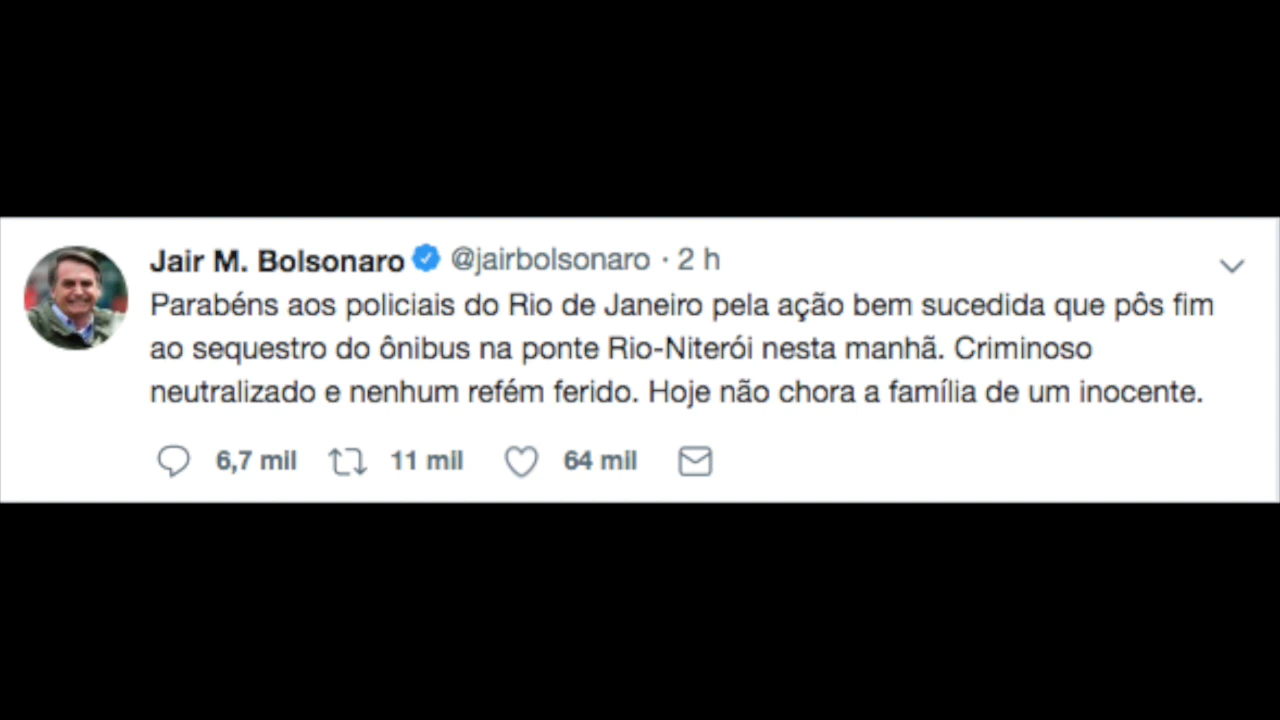 Jair M. Bolsonaro @jairbolsonaro · 2 h
Parabéns aos policiais do Rio de Janeiro pela ação bem sucedida que pôs fim
ao sequestro do ônibus na ponte Rio-Niterói nesta manhã. Criminoso
neutralizado e nenhum refém ferido. Hoje não chora a família de um inocente.
6,7 mil 11 mil 64 mil